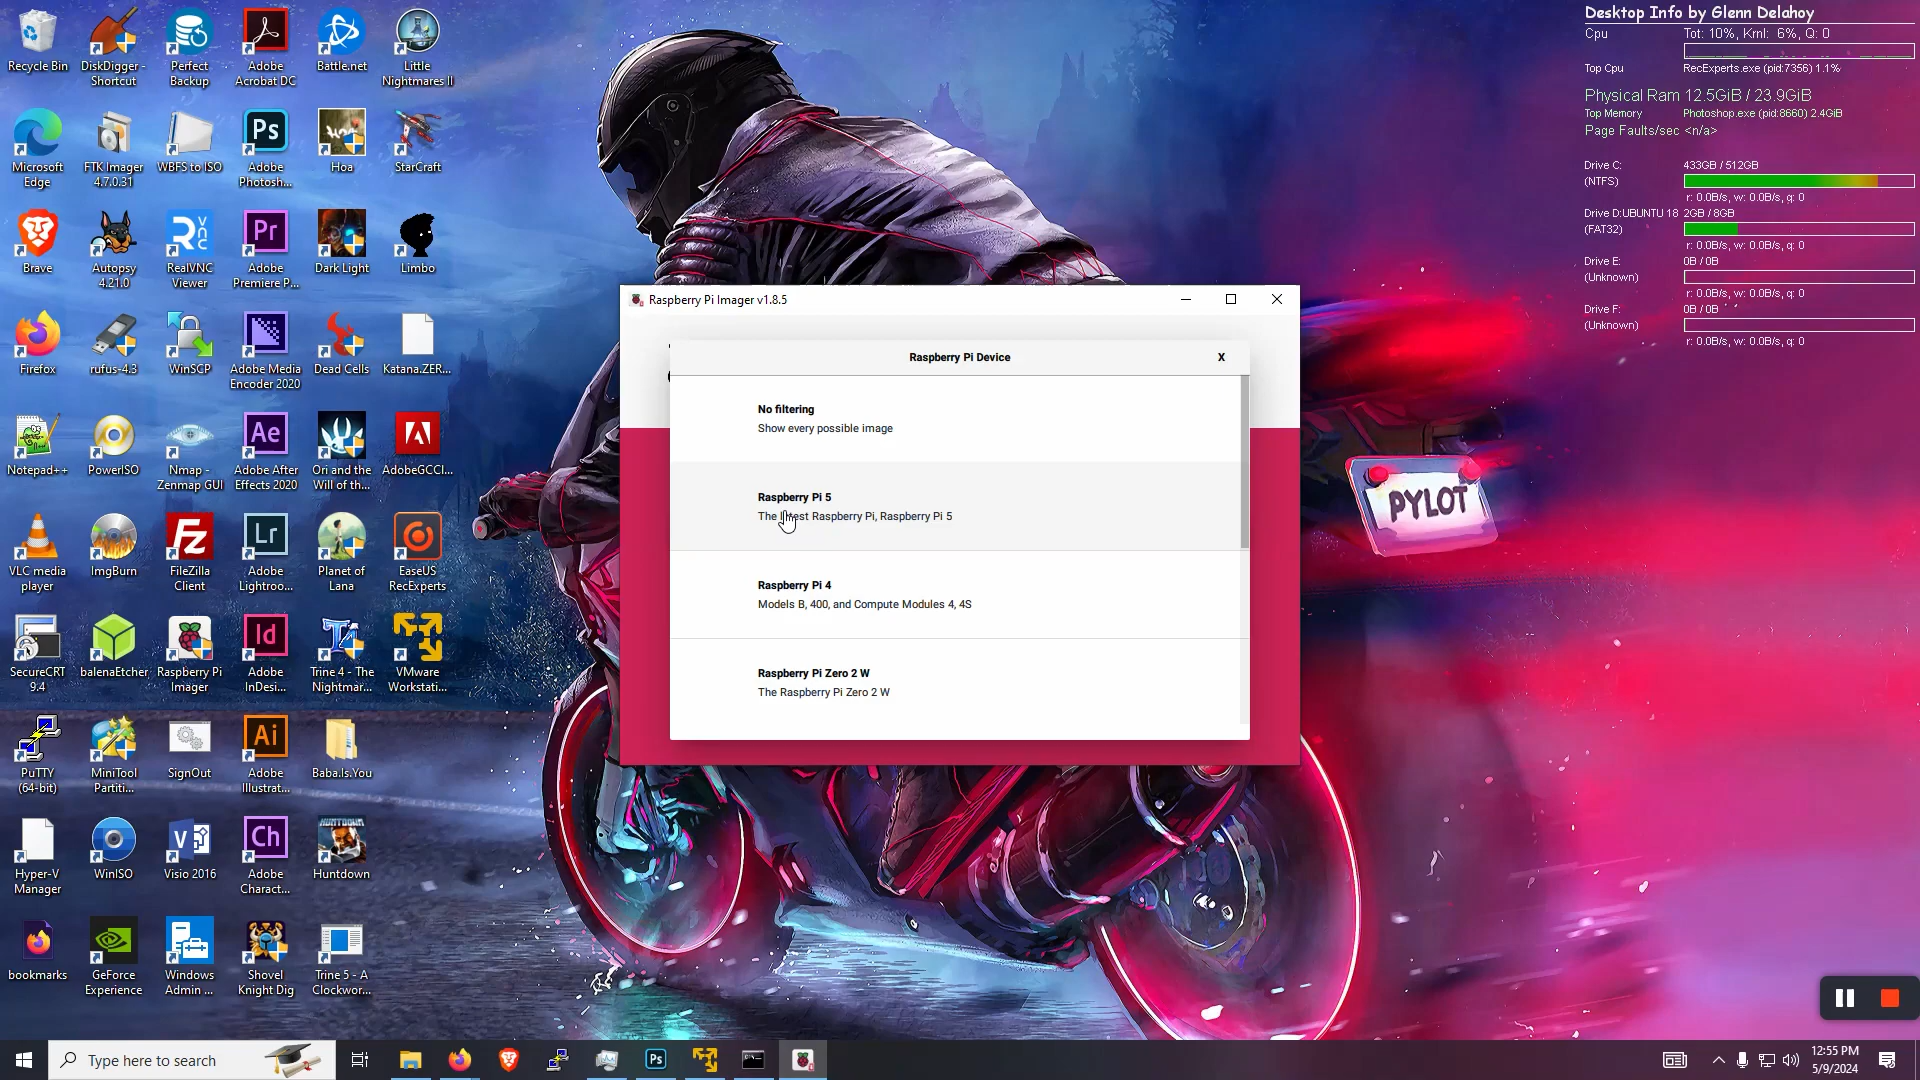 Recycle Bin
DiskDigger -
Shortcut
Perfect
Backup
Adobe
Acrobat DC
Battle.net
Little
Nightmares II
Microsoft
Edge
FTK Imager
4.7.0.31
WBFS to ISO
Ps
Adobe
Photosh...
Hoa
StarCraft
Brave
Autopsy
4.21.0
RealVNC
Viewer
Pr
Adobe
Premiere P...
Dark Light
Limbo
Firefox
rufus-4.3
WinSCP
Adobe Media
Encoder 2020
Dead Cells
Katana.ZER...
Notepad++
PowerISO
Nmap -
Zenmap GUI
Ae
Adobe After
Effects 2020
Ori and the
Will of th...
AdobeGCCl...
VLC media
player
ImgBurn
FileZilla
Client
Lr
Adobe
Lightroo...
Planet of
Lana
EaseUS
RecExperts
SecureCRT
9.4
balenaEtcher
Raspberry Pi
Imager
Id
Adobe
InDesi...
Trine 4 - The
Nightmar...
VMware
Workstati...
PuTTY
(64-bit)
MiniTool
Partiti...
SignOut
Ai
Adobe
Illustrat...
Baba.Is.You
Hyper-V
Manager
WinISO
Visio 2016
Ch
Adobe
Charact...
HUNTDOWN
Huntdown
bookmarks
GeForce
Experience
Windows
Admin ...
Shovel
Knight Dig
Trine 5 - A
Clockwor...
Raspberry Pi Imager v1.8.5
Raspberry Pi Device
X
No filtering
Show every possible image
Raspberry Pi 5
The latest Raspberry Pi, Raspberry Pi 5
Raspberry Pi 4
Models B, 400, and Compute Modules 4, 4S
Raspberry Pi Zero 2 W
The Raspberry Pi Zero 2 W
PYLOT
Desktop Info by Glenn Delahoy
Cpu Tot: 10%, Krnl: 6%, Q: 0
Top Cpu RecExperts.exe (pid:7356) 1.1%
Physical Ram 12.5GiB / 23.9GiB
Top Memory Photoshop.exe (pid:8660) 2.4GiB
Page Faults/sec <n/a>
Drive C: 433GB / 512GB
(NTFS)
r: 0.0B/s, w: 0.0B/s, q: 0
Drive D:UBUNTU 18 2GB / 8GB
(FAT32)
r: 0.0B/s, w: 0.0B/s, q: 0
Drive E: 0B / 0B
(Unknown)
r: 0.0B/s, w: 0.0B/s, q: 0
Drive F: 0B / 0B
(Unknown)
r: 0.0B/s, w: 0.0B/s, q: 0
Type here to search
Ps
12:55 PM
5/9/2024